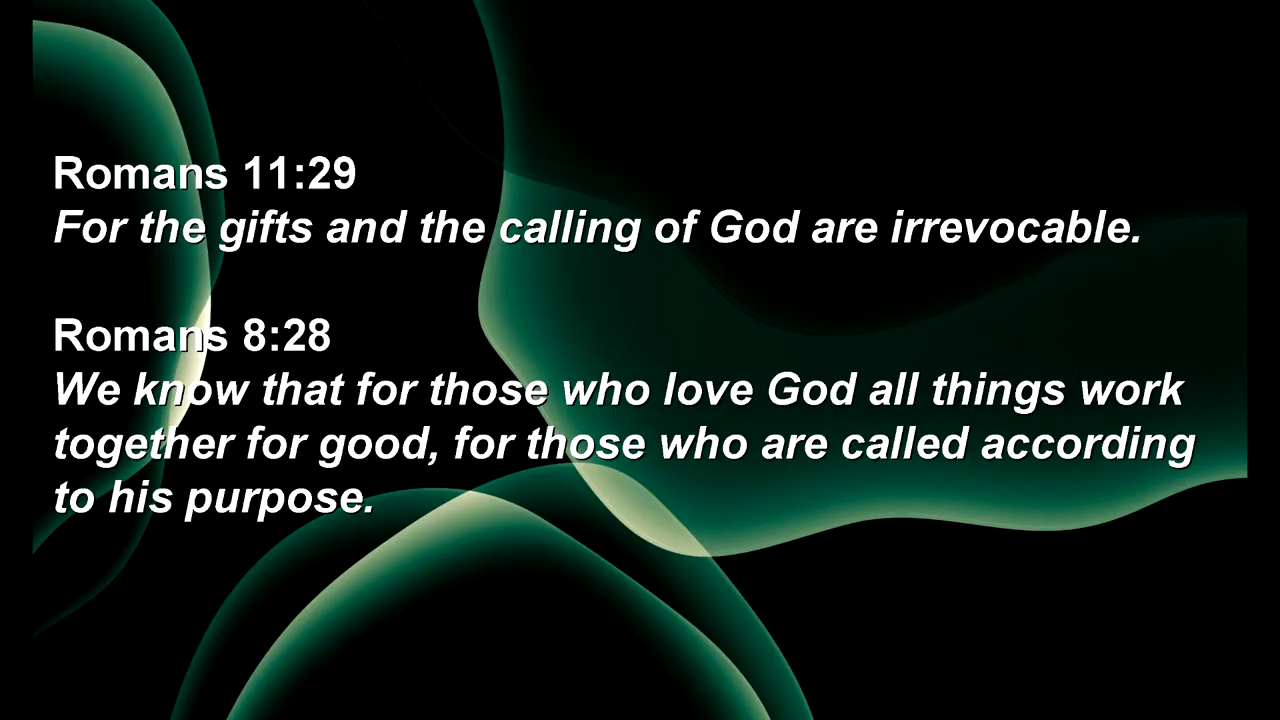 Romans 11:29
For the gifts and the calling of God are irrevocable.
Romans 8:28
We know that for those who love God all things work
together for good, for those who are called according
to his purpose.